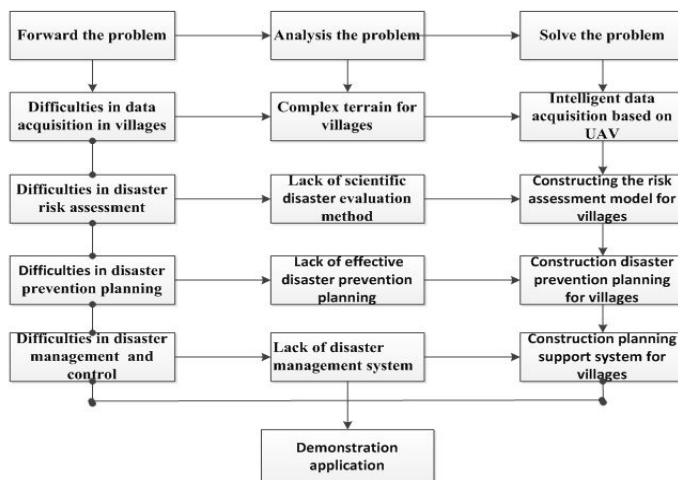 Forward the problem
Analysis the problem
Solve the problem
Difficulties in data
acquisition in villages
Complex terrain for
villages
Intelligent data
acquisition based on
UAV
Difficulties in disaster
risk assessment
Lack of scientific
disaster evaluation
method
Constructing the risk
assessment model for
villages
Difficulties in disaster
prevention planning
Lack of effective
disaster prevention
planning
Construction disaster
prevention planning
for villages
Difficulties in disaster
management and
control
Lack of disaster
management system
Construction planning
support system for
villages
Demonstration
application